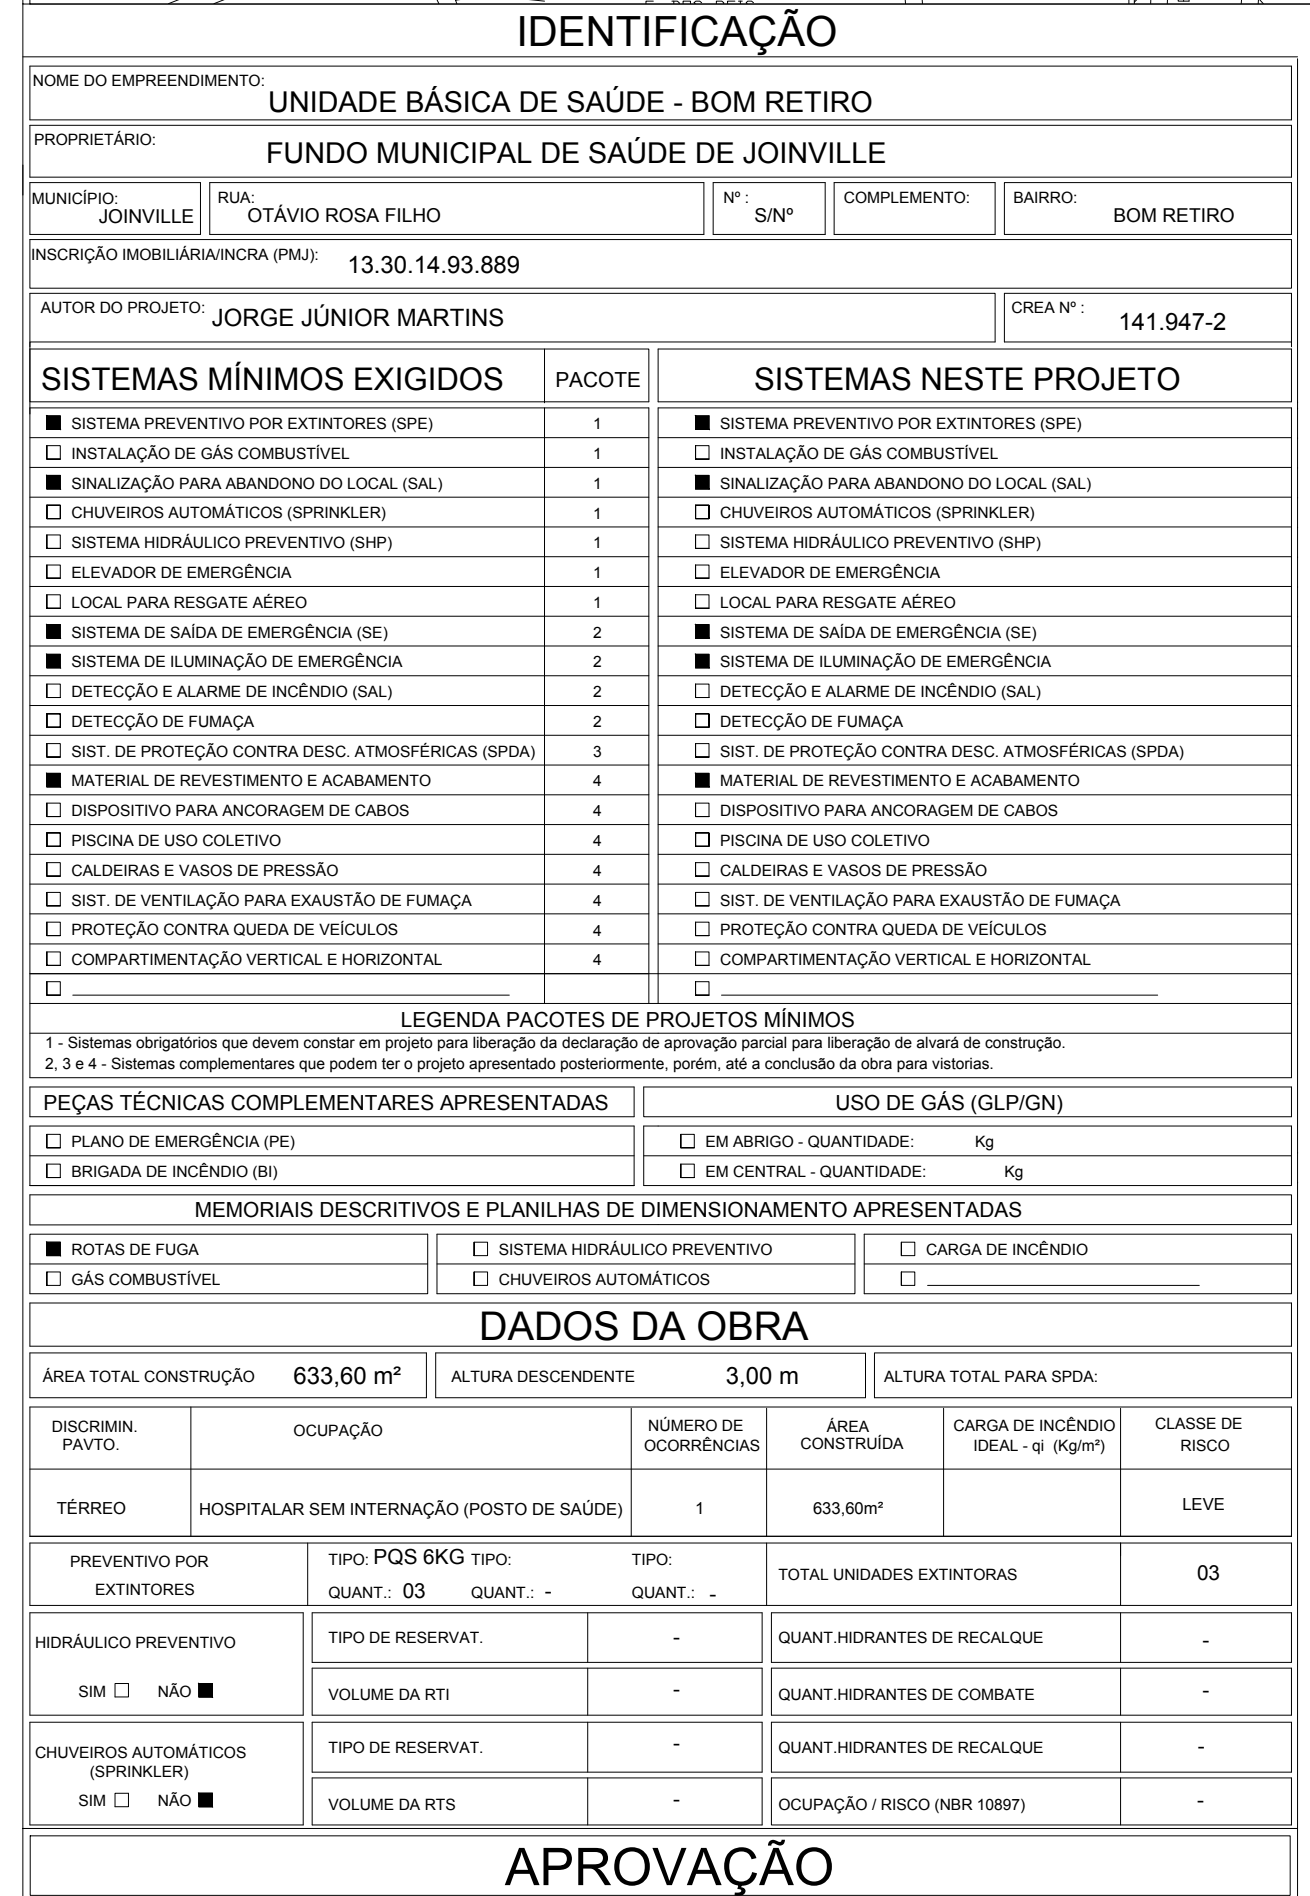 IDENTIFICAÇÃO
NOME DO EMPREENDIMENTO:
UNIDADE BÁSICA DE SAÚDE - BOM RETIRO
PROPRIETÁRIO:
FUNDO MUNICIPAL DE SAÚDE DE JOINVILLE
MUNICÍPIO: JOINVILLE
RUA: OTÁVIO ROSA FILHO
Nº : S/Nº
COMPLEMENTO:
BAIRRO: BOM RETIRO
INSCRIÇÃO IMOBILIÁRIA/INCRA (PMJ): 13.30.14.93.889
AUTOR DO PROJETO: JORGE JÚNIOR MARTINS
CREA Nº : 141.947-2
SISTEMAS MÍNIMOS EXIGIDOS PACOTE SISTEMAS NESTE PROJETO
■ SISTEMA PREVENTIVO POR EXTINTORES (SPE) 1 ■ SISTEMA PREVENTIVO POR EXTINTORES (SPE)
☐ INSTALAÇÃO DE GÁS COMBUSTÍVEL 1 ☐ INSTALAÇÃO DE GÁS COMBUSTÍVEL
■ SINALIZAÇÃO PARA ABANDONO DO LOCAL (SAL) 1 ■ SINALIZAÇÃO PARA ABANDONO DO LOCAL (SAL)
☐ CHUVEIROS AUTOMÁTICOS (SPRINKLER) 1 ☐ CHUVEIROS AUTOMÁTICOS (SPRINKLER)
☐ SISTEMA HIDRÁULICO PREVENTIVO (SHP) 1 ☐ SISTEMA HIDRÁULICO PREVENTIVO (SHP)
☐ ELEVADOR DE EMERGÊNCIA 1 ☐ ELEVADOR DE EMERGÊNCIA
☐ LOCAL PARA RESGATE AÉREO 1 ☐ LOCAL PARA RESGATE AÉREO
■ SISTEMA DE SAÍDA DE EMERGÊNCIA (SE) 2 ■ SISTEMA DE SAÍDA DE EMERGÊNCIA (SE)
■ SISTEMA DE ILUMINAÇÃO DE EMERGÊNCIA 2 ■ SISTEMA DE ILUMINAÇÃO DE EMERGÊNCIA
☐ DETECÇÃO E ALARME DE INCÊNDIO (SAL) 2 ☐ DETECÇÃO E ALARME DE INCÊNDIO (SAL)
☐ DETECÇÃO DE FUMAÇA 2 ☐ DETECÇÃO DE FUMAÇA
☐ SIST. DE PROTEÇÃO CONTRA DESC. ATMOSFÉRICAS (SPDA) 3 ☐ SIST. DE PROTEÇÃO CONTRA DESC. ATMOSFÉRICAS (SPDA)
■ MATERIAL DE REVESTIMENTO E ACABAMENTO 4 ■ MATERIAL DE REVESTIMENTO E ACABAMENTO
☐ DISPOSITIVO PARA ANCORAGEM DE CABOS 4 ☐ DISPOSITIVO PARA ANCORAGEM DE CABOS
☐ PISCINA DE USO COLETIVO 4 ☐ PISCINA DE USO COLETIVO
☐ CALDEIRAS E VASOS DE PRESSÃO 4 ☐ CALDEIRAS E VASOS DE PRESSÃO
☐ SIST. DE VENTILAÇÃO PARA EXAUSTÃO DE FUMAÇA 4 ☐ SIST. DE VENTILAÇÃO PARA EXAUSTÃO DE FUMAÇA
☐ PROTEÇÃO CONTRA QUEDA DE VEÍCULOS 4 ☐ PROTEÇÃO CONTRA QUEDA DE VEÍCULOS
☐ COMPARTIMENTAÇÃO VERTICAL E HORIZONTAL 4 ☐ COMPARTIMENTAÇÃO VERTICAL E HORIZONTAL
LEGENDA PACOTES DE PROJETOS MÍNIMOS
1 - Sistemas obrigatórios que devem constar em projeto para liberação da declaração de aprovação parcial para liberação de alvará de construção.
2, 3 e 4 - Sistemas complementares que podem ter o projeto apresentado posteriormente, porém, até a conclusão da obra para vistorias.
PEÇAS TÉCNICAS COMPLEMENTARES APRESENTADAS USO DE GÁS (GLP/GN)
☐ PLANO DE EMERGÊNCIA (PE) ☐ EM ABRIGO - QUANTIDADE: Kg
☐ BRIGADA DE INCÊNDIO (BI) ☐ EM CENTRAL - QUANTIDADE: Kg
MEMORIAIS DESCRITIVOS E PLANILHAS DE DIMENSIONAMENTO APRESENTADAS
■ ROTAS DE FUGA ☐ SISTEMA HIDRÁULICO PREVENTIVO ☐ CARGA DE INCÊNDIO
☐ GÁS COMBUSTÍVEL ☐ CHUVEIROS AUTOMÁTICOS ☐
DADOS DA OBRA
ÁREA TOTAL CONSTRUÇÃO 633,60 m² ALTURA DESCENDENTE 3,00 m ALTURA TOTAL PARA SPDA:
DISCRIMIN. PAVTO.
OCUPAÇÃO
NÚMERO DE OCORRÊNCIAS
ÁREA CONSTRUÍDA
CARGA DE INCÊNDIO IDEAL - qi (Kg/m²)
CLASSE DE RISCO
TÉRREO HOSPITALAR SEM INTERNAÇÃO (POSTO DE SAÚDE) 1 633,60m² LEVE
PREVENTIVO POR EXTINTORES
TIPO: PQS 6KG TIPO: TIPO:
QUANT.: 03 QUANT.: - QUANT.: -
TOTAL UNIDADES EXTINTORAS 03
HIDRÁULICO PREVENTIVO
SIM ☐ NÃO ■
TIPO DE RESERVAT. - QUANT.HIDRANTES DE RECALQUE -
VOLUME DA RTI - QUANT.HIDRANTES DE COMBATE -
CHUVEIROS AUTOMÁTICOS
(SPRINKLER)
SIM ☐ NÃO ■
TIPO DE RESERVAT. - QUANT.HIDRANTES DE RECALQUE -
VOLUME DA RTS - OCUPAÇÃO / RISCO (NBR 10897) -
APROVAÇÃO